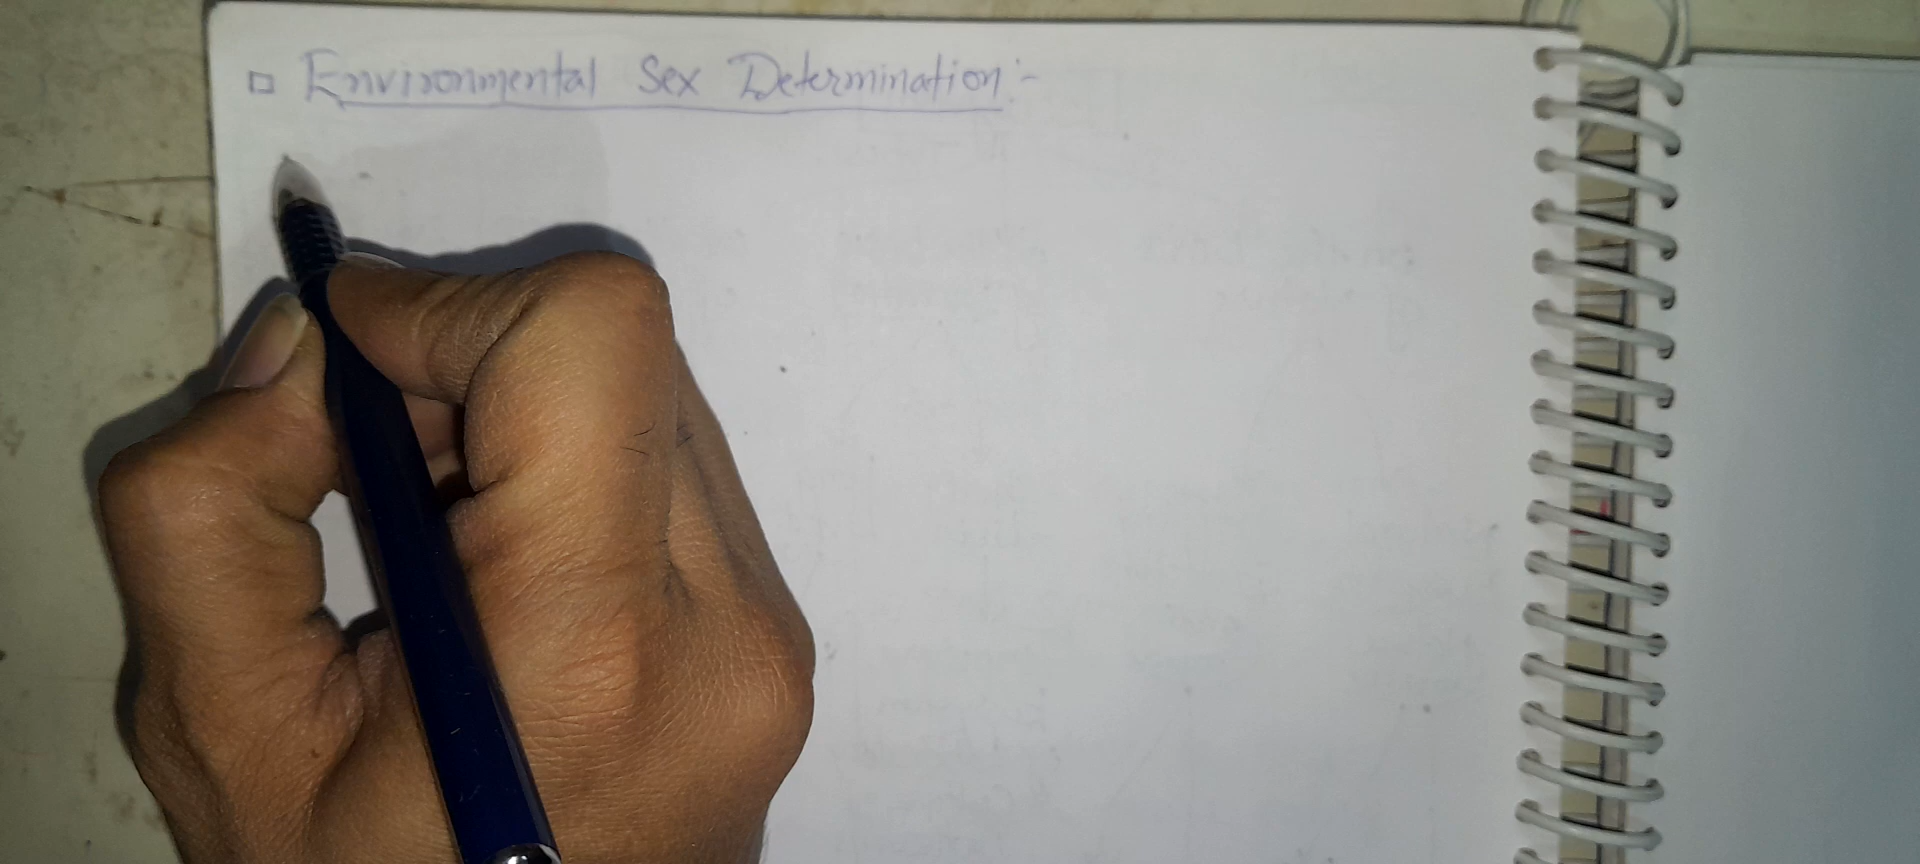 □ Environmental Sex Determination :-